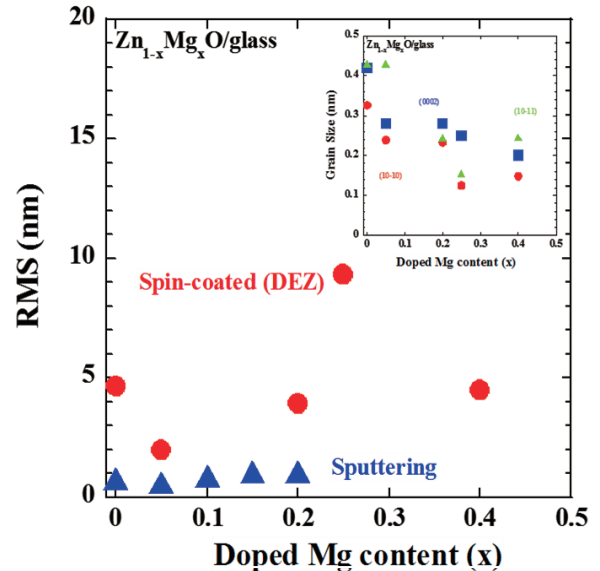 20
15
10
5
0
RMS (nm)
Zn1-xMgxO/glass
Spin-coated (DEZ)
Sputtering
0 0.1 0.2 0.3 0.4 0.5
Doped Mg content (x)
0.5
0.4
0.3
0.2
0.1
0
Grain Size (nm)
Zn1-xMgxO/glass
(0002)
(10-11)
(10-10)
0 0.1 0.2 0.3 0.4 0.5
Doped Mg content (x)